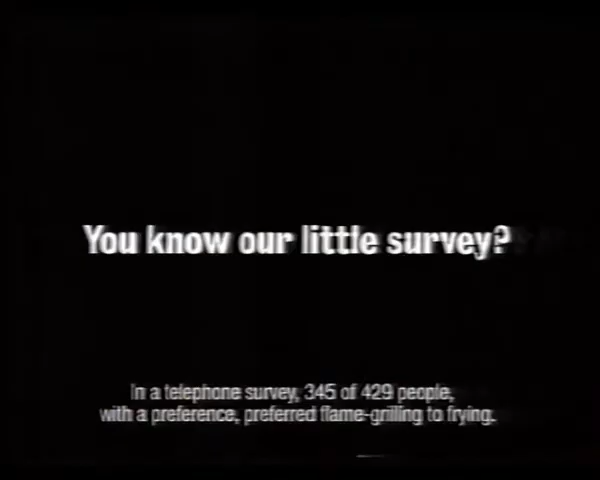 You know our little survey?
In a telephone survey, 345 of 429 people,
with a preference, preferred flame-grilling to frying.